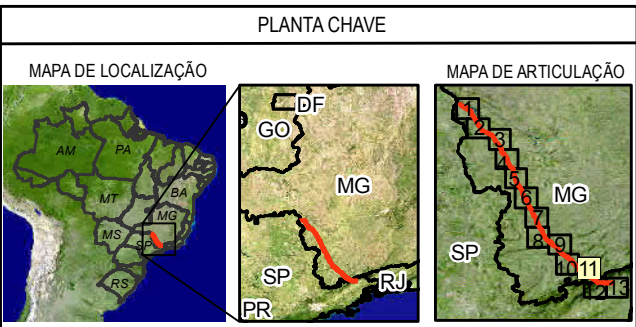 PLANTA CHAVE
MAPA DE LOCALIZAÇÃO
AM
PA
MT
BA
MG
MS
SP
RS
DF
GO
MG
SP
RJ
PR
MAPA DE ARTICULAÇÃO
1
2
3
4
5
6
7
8
9
10
11
12
13
MG
SP